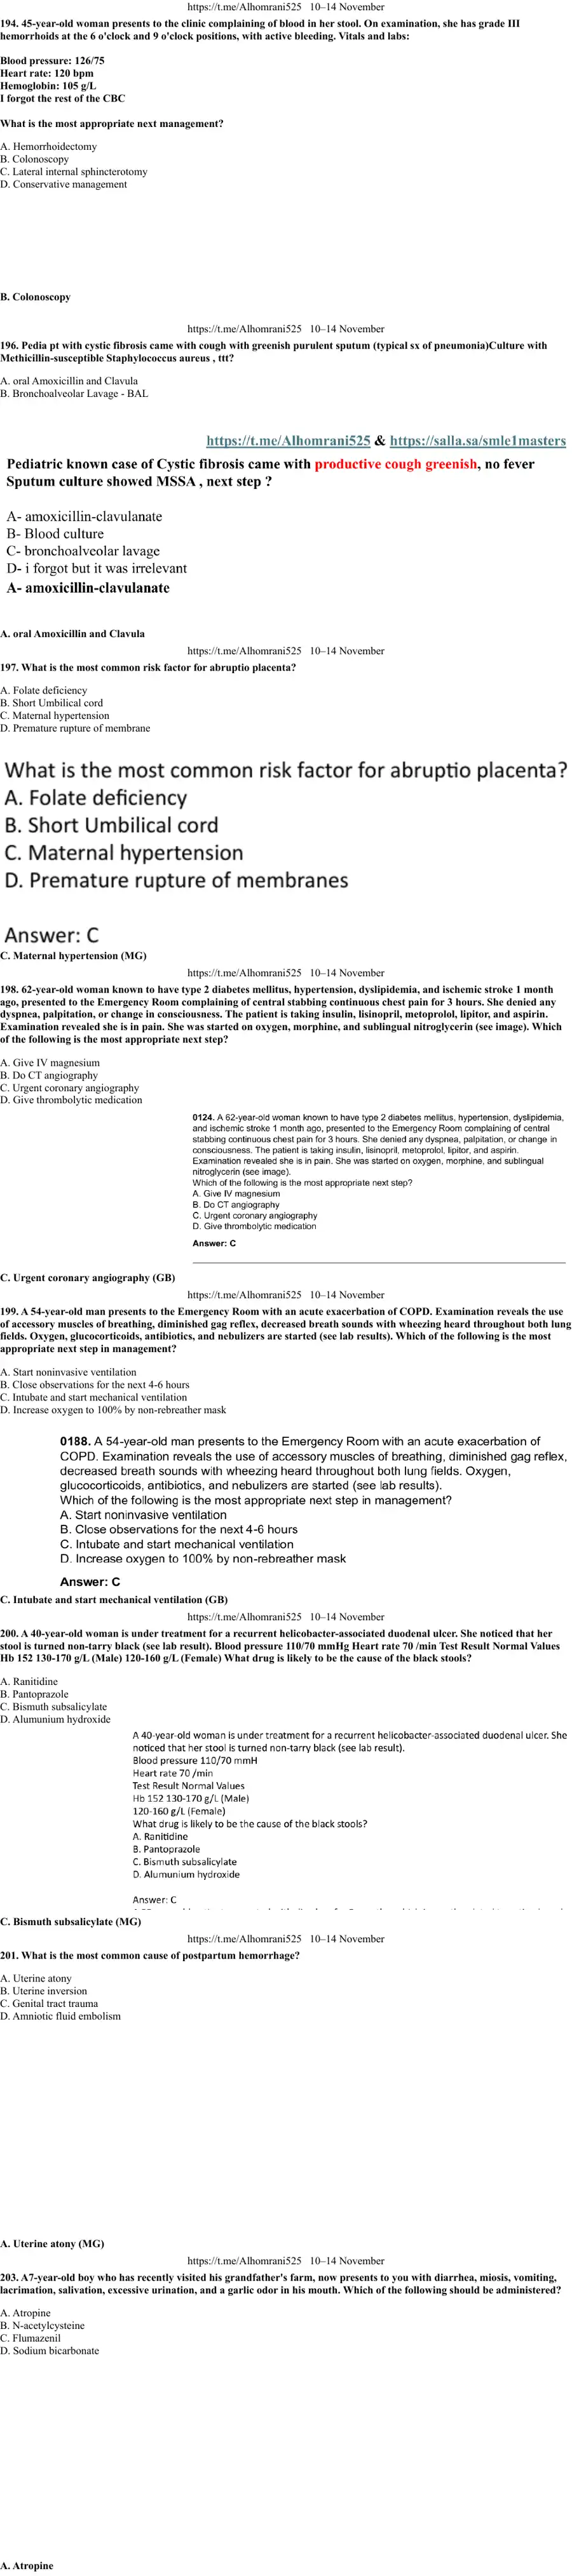 https://t.me/Alhomrani525 10–14 November
194. 45-year-old woman presents to the clinic complaining of blood in her stool. On examination, she has grade III
hemorrhoids at the 6 o'clock and 9 o'clock positions, with active bleeding. Vitals and labs:
Blood pressure: 126/75
Heart rate: 120 bpm
Hemoglobin: 105 g/L
I forgot the rest of the CBC
What is the most appropriate next management?
A. Hemorrhoidectomy
B. Colonoscopy
C. Lateral internal sphincterotomy
D. Conservative management
B. Colonoscopy
https://t.me/Alhomrani525 10–14 November
196. Pedia pt with cystic fibrosis came with cough with greenish purulent sputum (typical sx of pneumonia)Culture with
Methicillin-susceptible Staphylococcus aureus , ttt?
A. oral Amoxicillin and Clavula
B. Bronchoalveolar Lavage - BAL
https://t.me/Alhomrani525 & https://salla.sa/smle1masters
Pediatric known case of Cystic fibrosis came with productive cough greenish, no fever
Sputum culture showed MSSA , next step ?
A- amoxicillin-clavulanate
B- Blood culture
C- bronchoalveolar lavage
D- i forgot but it was irrelevant
A- amoxicillin-clavulanate
A. oral Amoxicillin and Clavula
https://t.me/Alhomrani525 10–14 November
197. What is the most common risk factor for abruptio placenta?
A. Folate deficiency
B. Short Umbilical cord
C. Maternal hypertension
D. Premature rupture of membrane
What is the most common risk factor for abruptio placenta?
A. Folate deficiency
B. Short Umbilical cord
C. Maternal hypertension
D. Premature rupture of membranes
Answer: C
C. Maternal hypertension (MG)
https://t.me/Alhomrani525 10–14 November
198. 62-year-old woman known to have type 2 diabetes mellitus, hypertension, dyslipidemia, and ischemic stroke 1 month
ago, presented to the Emergency Room complaining of central stabbing continuous chest pain for 3 hours. She denied any
dyspnea, palpitation, or change in consciousness. The patient is taking insulin, lisinopril, metoprolol, lipitor, and aspirin.
Examination revealed she is in pain. She was started on oxygen, morphine, and sublingual nitroglycerin (see image). Which
of the following is the most appropriate next step?
A. Give IV magnesium
B. Do CT angiography
C. Urgent coronary angiography
D. Give thrombolytic medication
0124. A 62-year-old woman known to have type 2 diabetes mellitus, hypertension, dyslipidemia,
and ischemic stroke 1 month ago, presented to the Emergency Room complaining of central
stabbing continuous chest pain for 3 hours. She denied any dyspnea, palpitation, or change in
consciousness. The patient is taking insulin, lisinopril, metoprolol, lipitor, and aspirin.
Examination revealed she is in pain. She was started on oxygen, morphine, and sublingual
nitroglycerin (see image).
Which of the following is the most appropriate next step?
A. Give IV magnesium
B. Do CT angiography
C. Urgent coronary angiography
D. Give thrombolytic medication
Answer: C
C. Urgent coronary angiography (GB)
https://t.me/Alhomrani525 10–14 November
199. A 54-year-old man presents to the Emergency Room with an acute exacerbation of COPD. Examination reveals the use
of accessory muscles of breathing, diminished gag reflex, decreased breath sounds with wheezing heard throughout both lung
fields. Oxygen, glucocorticoids, antibiotics, and nebulizers are started (see lab results). Which of the following is the most
appropriate next step in management?
A. Start noninvasive ventilation
B. Close observations for the next 4-6 hours
C. Intubate and start mechanical ventilation
D. Increase oxygen to 100% by non-rebreather mask
0188. A 54-year-old man presents to the Emergency Room with an acute exacerbation of
COPD. Examination reveals the use of accessory muscles of breathing, diminished gag reflex,
decreased breath sounds with wheezing heard throughout both lung fields. Oxygen,
glucocorticoids, antibiotics, and nebulizers are started (see lab results).
Which of the following is the most appropriate next step in management?
A. Start noninvasive ventilation
B. Close observations for the next 4-6 hours
C. Intubate and start mechanical ventilation
D. Increase oxygen to 100% by non-rebreather mask
Answer: C
C. Intubate and start mechanical ventilation (GB)
https://t.me/Alhomrani525 10–14 November
200. A 40-year-old woman is under treatment for a recurrent helicobacter-associated duodenal ulcer. She noticed that her
stool is turned non-tarry black (see lab result). Blood pressure 110/70 mmHg Heart rate 70 /min Test Result Normal Values
Hb 152 130-170 g/L (Male) 120-160 g/L (Female) What drug is likely to be the cause of the black stools?
A. Ranitidine
B. Pantoprazole
C. Bismuth subsalicylate
D. Alumunium hydroxide
A 40-year-old woman is under treatment for a recurrent helicobacter-associated duodenal ulcer. She
noticed that her stool is turned non-tarry black (see lab result).
Blood pressure 110/70 mmH
Heart rate 70 /min
Test Result Normal Values
Hb 152 130-170 g/L (Male)
120-160 g/L (Female)
What drug is likely to be the cause of the black stools?
A. Ranitidine
B. Pantoprazole
C. Bismuth subsalicylate
D. Alumunium hydroxide
Answer: C
C. Bismuth subsalicylate (MG)
https://t.me/Alhomrani525 10–14 November
201. What is the most common cause of postpartum hemorrhage?
A. Uterine atony
B. Uterine inversion
C. Genital tract trauma
D. Amniotic fluid embolism
A. Uterine atony (MG)
https://t.me/Alhomrani525 10–14 November
203. A7-year-old boy who has recently visited his grandfather's farm, now presents to you with diarrhea, miosis, vomiting,
lacrimation, salivation, excessive urination, and a garlic odor in his mouth. Which of the following should be administered?
A. Atropine
B. N-acetylcysteine
C. Flumazenil
D. Sodium bicarbonate
A. Atropine